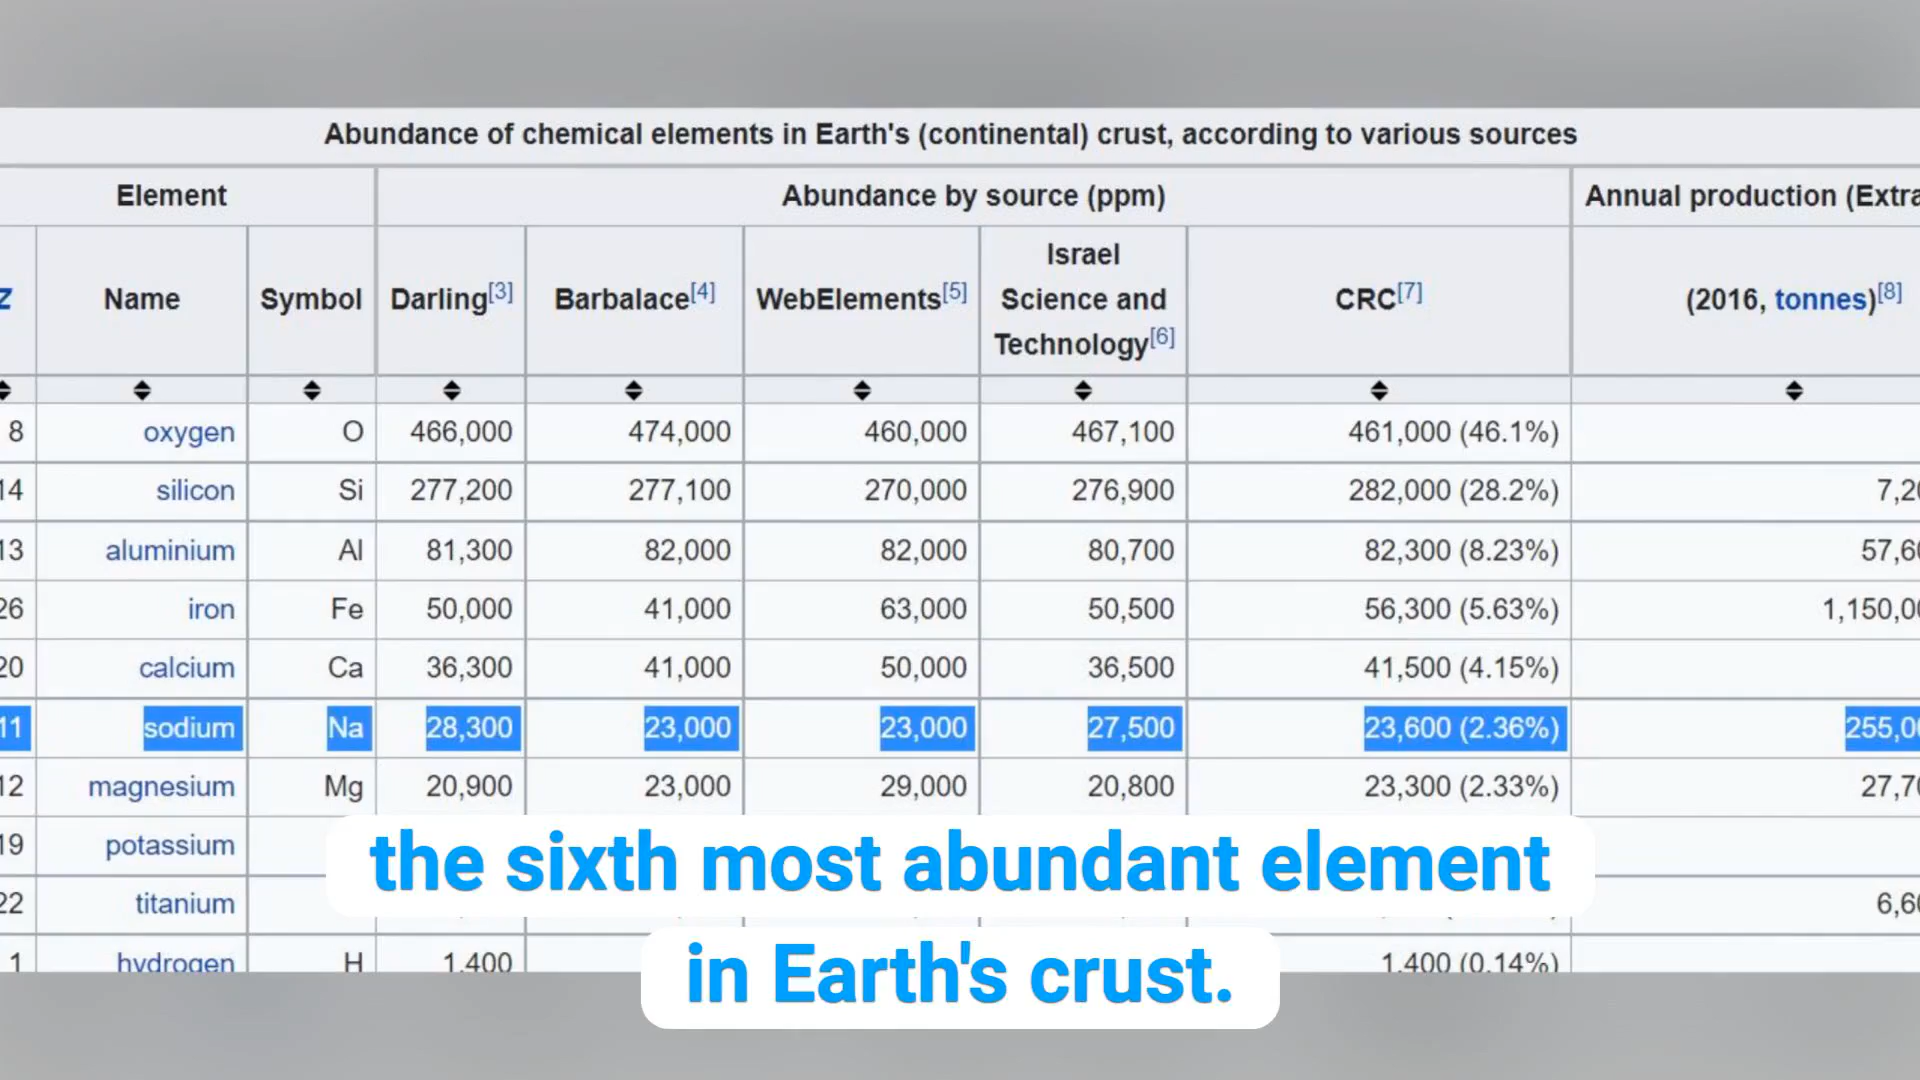 Abundance of chemical elements in Earth's (continental) crust, according to various sources
Element Abundance by source (ppm) Annual production
Z Name Symbol Darling[3] Barbalace[4] WebElements[5] Israel Science and Technology[6] CRC[7] (2016, tonnes)[8]
8 oxygen O 466,000 474,000 460,000 467,100 461,000 (46.1%)
14 silicon Si 277,200 277,100 270,000 276,900 282,000 (28.2%)
13 aluminium Al 81,300 82,000 82,000 80,700 82,300 (8.23%)
26 iron Fe 50,000 41,000 63,000 50,500 56,300 (5.63%)
20 calcium Ca 36,300 41,000 50,000 36,500 41,500 (4.15%)
11 sodium Na 28,300 23,000 23,000 27,500 23,600 (2.36%)
12 magnesium Mg 20,900 23,000 29,000 20,800 23,300 (2.33%)
19 potassium
22 titanium
1 hydrogen H 1,400 1,400 (0.14%)
the sixth most abundant element
in Earth's crust.